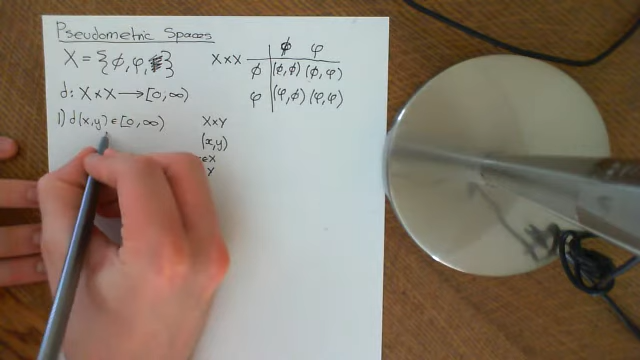 Pseudometric Spaces
X = {ϕ, φ, }
X×X ϕ φ
ϕ (ϕ,ϕ) (ϕ,φ)
φ (φ,ϕ) (φ,φ)
d: X×X → [0,∞)
1) d(x,y) ∈ [0,∞)
X×Y
(x,y)
∈X
Y